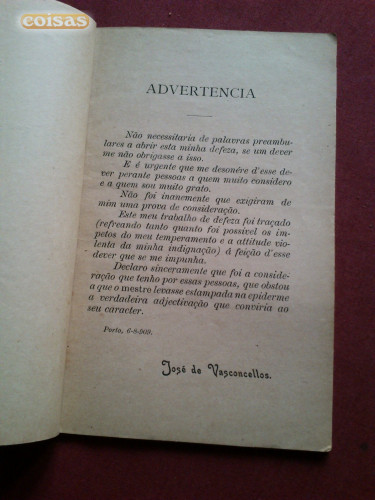 coisas
ADVERTENCIA
Não necessitaria de palavras preambu-
lares a abrir esta minha defeza, se um dever
me não obrigasse a isso.
E é urgente que me desonére d'esse de-
ver perante pessoas a quem muito considero
e a quem sou muito grato.
Não foi inanemente que exigiram de
mim uma prova de consideração.
Este meu trabalho de defeza foi traçado
(refreando tanto quanto foi possivel os im-
petos do meu temperamento e a attitude vio-
lenta da minha indignação) á feição d'esse
dever que se me impunha.
Declaro sinceramente que foi a conside-
ração que tenho por essas pessoas, que obstou
a que o mestro levasse estampada na epiderme
a verdadeira adjectivação que conviria ao
seu caracter.
Porto, 6-8-909.
José de Vasconcellos.